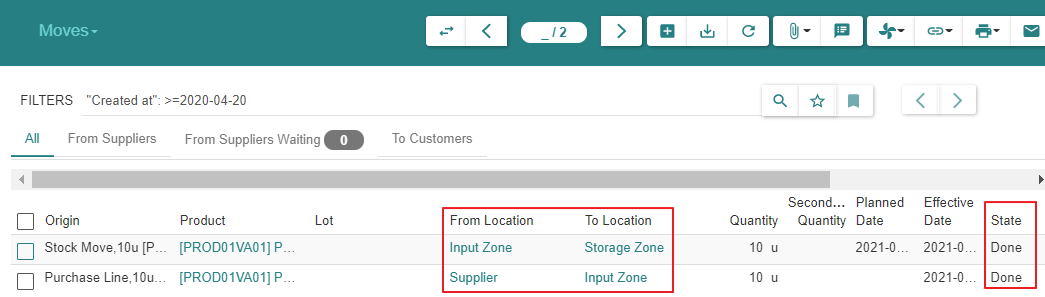 Moves
_ / 2
FILTERS "Created at": >=2020-04-20
All From Suppliers From Suppliers Waiting 0 To Customers
Origin Product Lot From Location To Location Quantity Second... Quantity Planned Date Effective Date State
Stock Move,10u [P... [PROD01VA01] P... Input Zone Storage Zone 10 u 2021-0... 2021-0... Done
Purchase Line,10u... [PROD01VA01] P... Supplier Input Zone 10 u 2021-0... Done